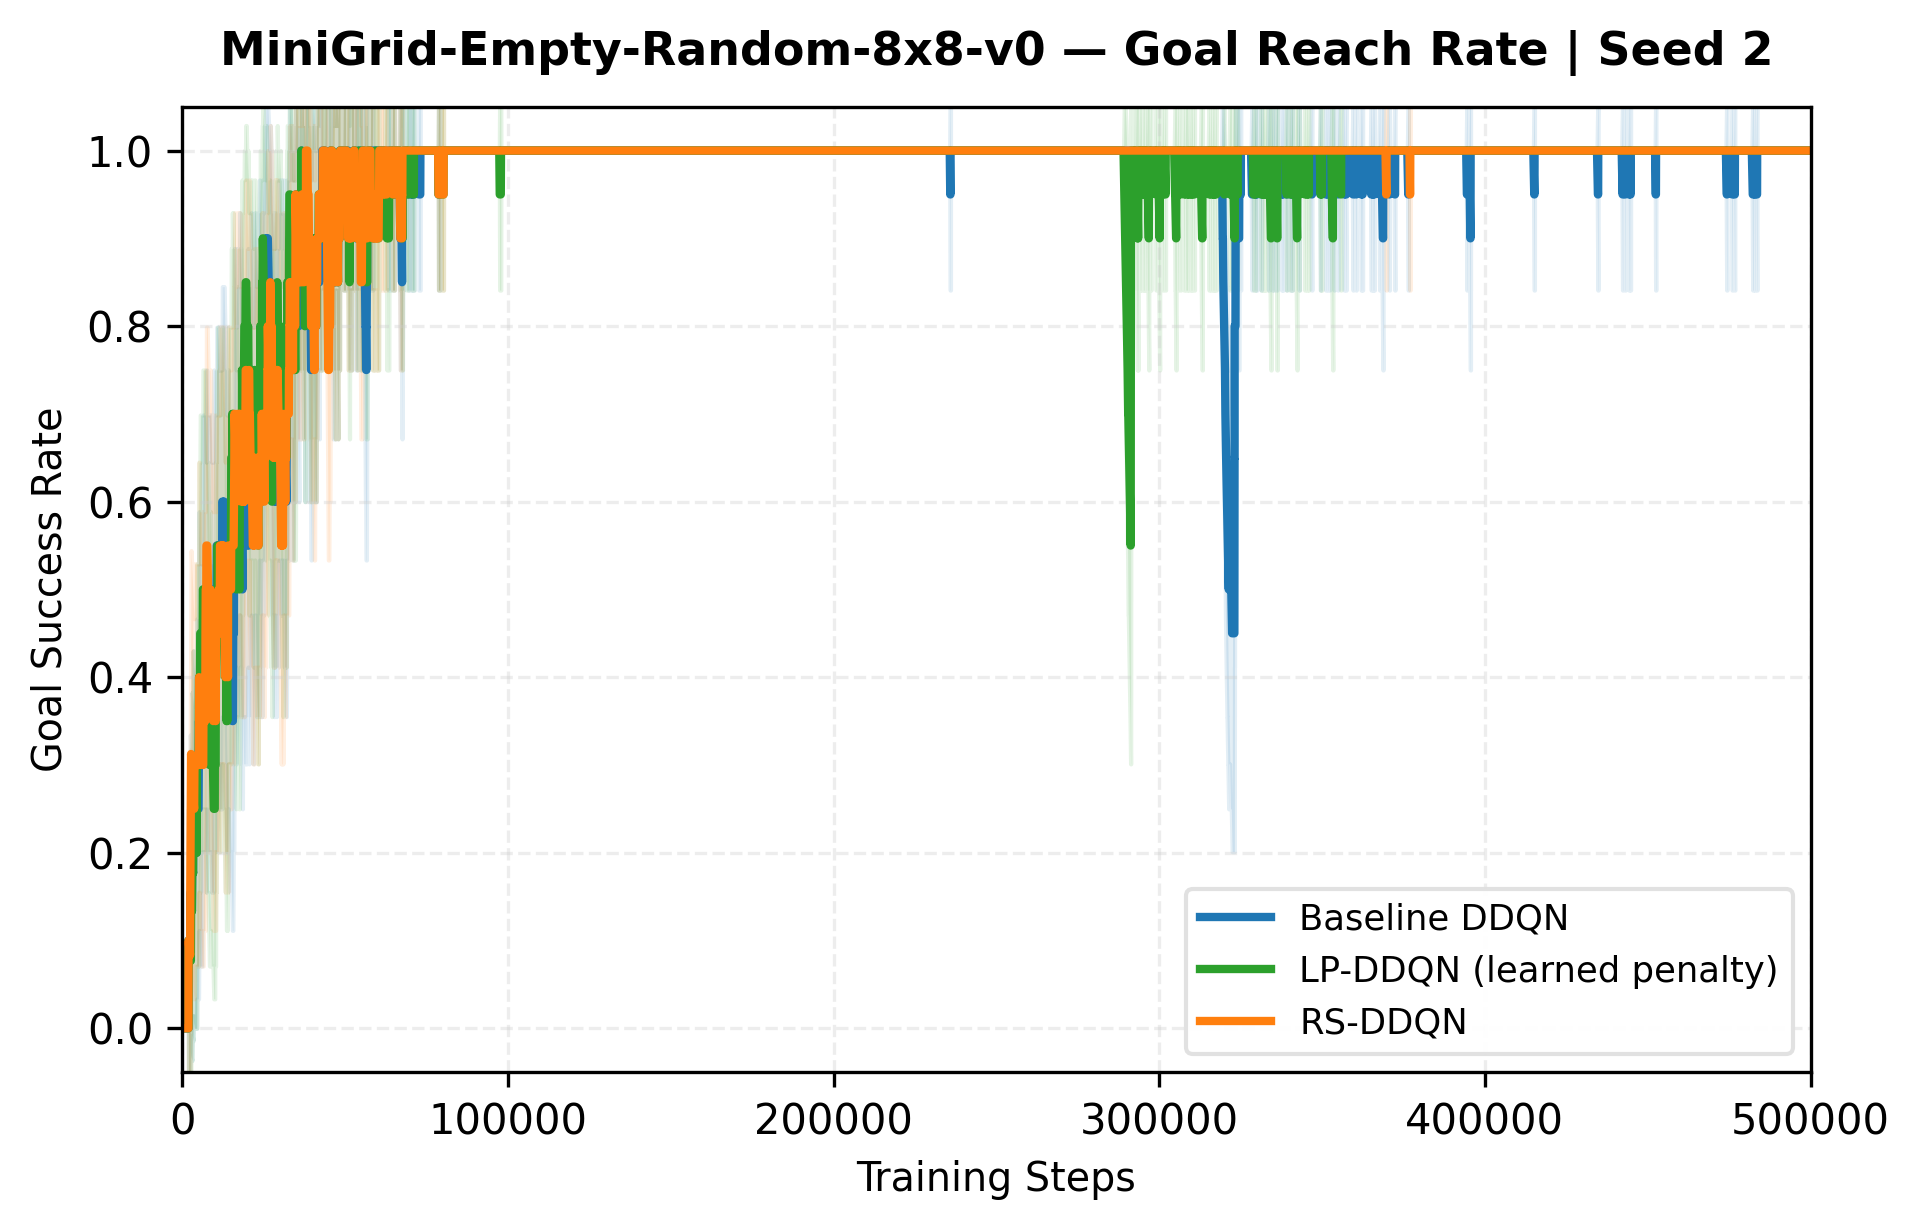 MiniGrid-Empty-Random-8x8-v0 — Goal Reach Rate | Seed 2
1.0
0.8
0.6
0.4
0.2
0.0
Goal Success Rate
Baseline DDQN
LP-DDQN (learned penalty)
RS-DDQN
0 100000 200000 300000 400000 500000
Training Steps